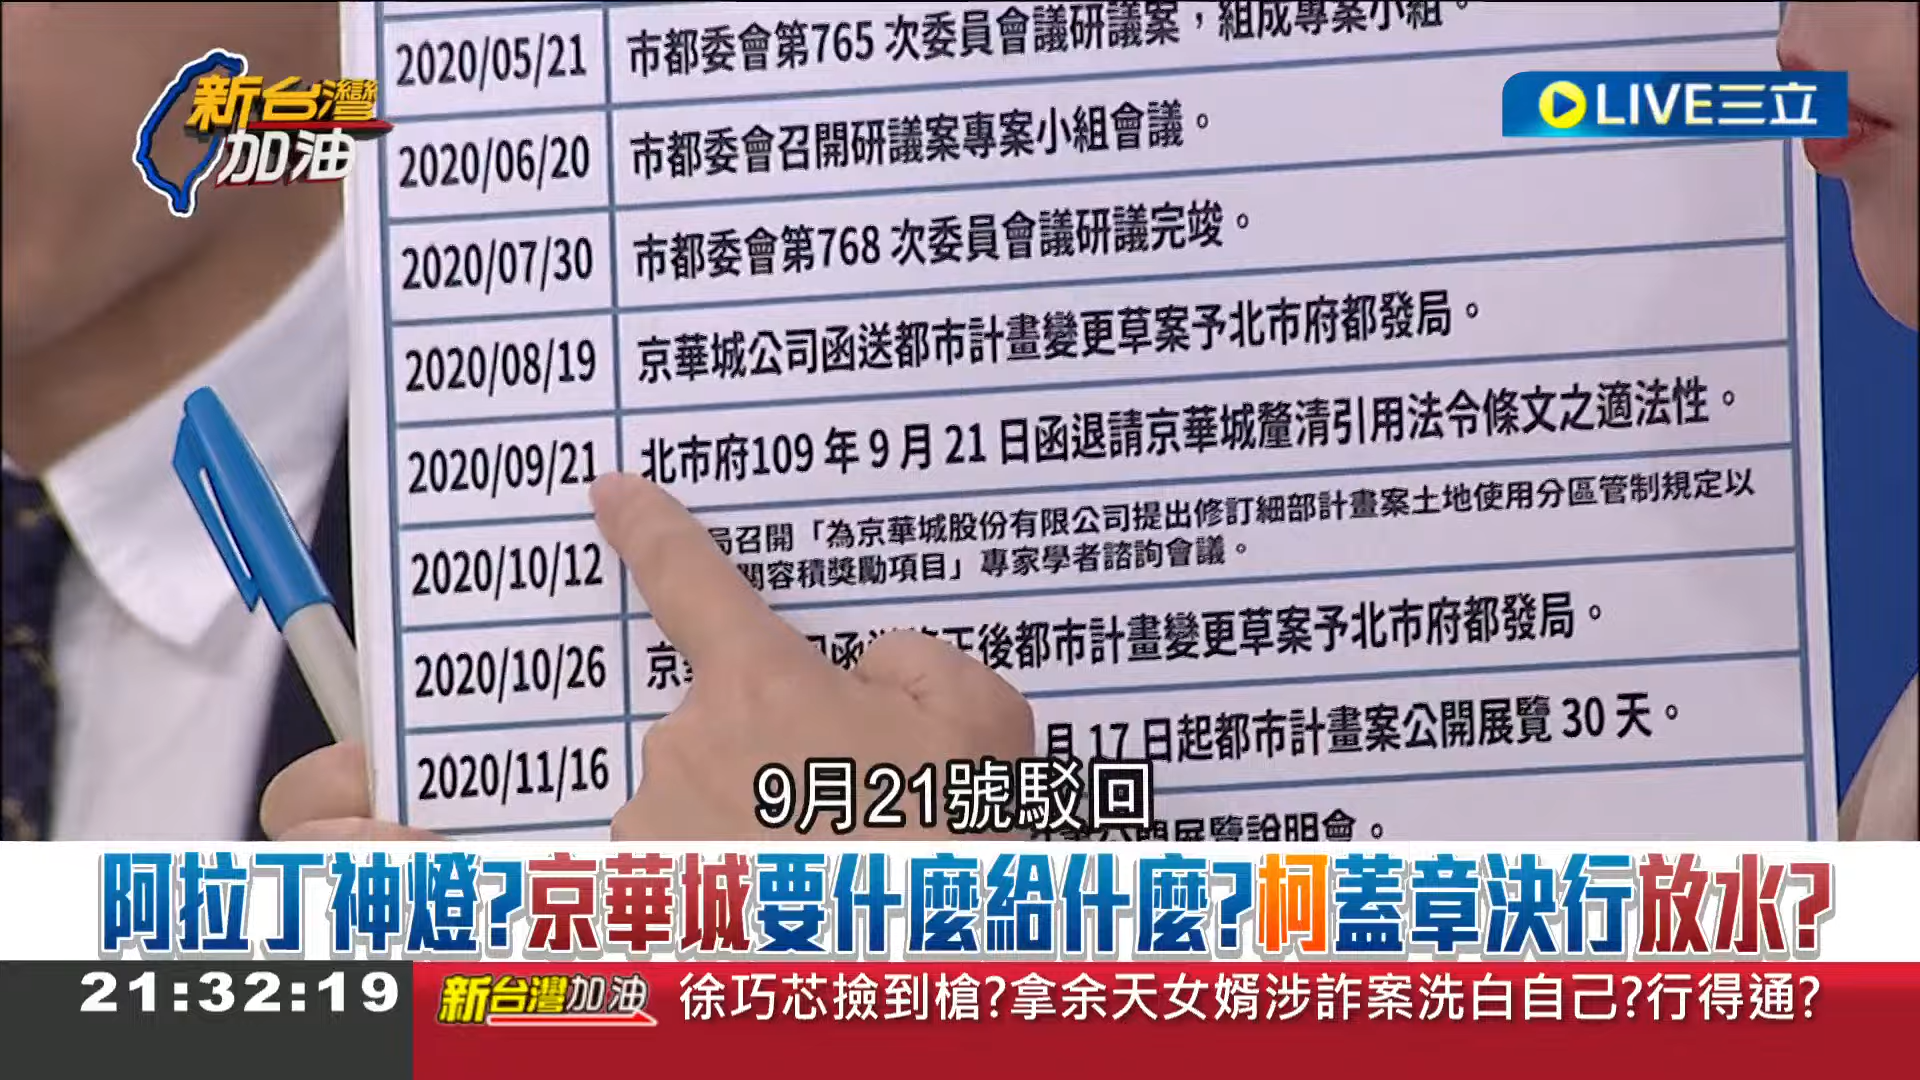 新台灣
加油
LIVE三立
2020/05/21 市都委會第765次委員會議研議案，組成專案小組。
2020/06/20 市都委會召開研議案專案小組會議。
2020/07/30 市都委會第768次委員會議研議完竣。
2020/08/19 京華城公司函送都市計畫變更草案予北市府都發局。
2020/09/21 北市府109年9月21日函退請京華城釐清引用法令條文之適法性。
2020/10/12 局召開「為京華城股份有限公司提出修訂細部計畫案土地使用分區管制規定以
關容積獎勵項目」專家學者諮詢會議。
2020/10/26 京 函送修正後都市計畫變更草案予北市府都發局。
2020/11/16 月17日起都市計畫案公開展覽30天。
公開展覽說明會。
9月21號駁回
阿拉丁神燈?京華城要什麼給什麼?柯蓋章決行放水?
21:32:19 新台灣加油 徐巧芯撿到槍?拿余天女婿涉詐案洗白自己?行得通?